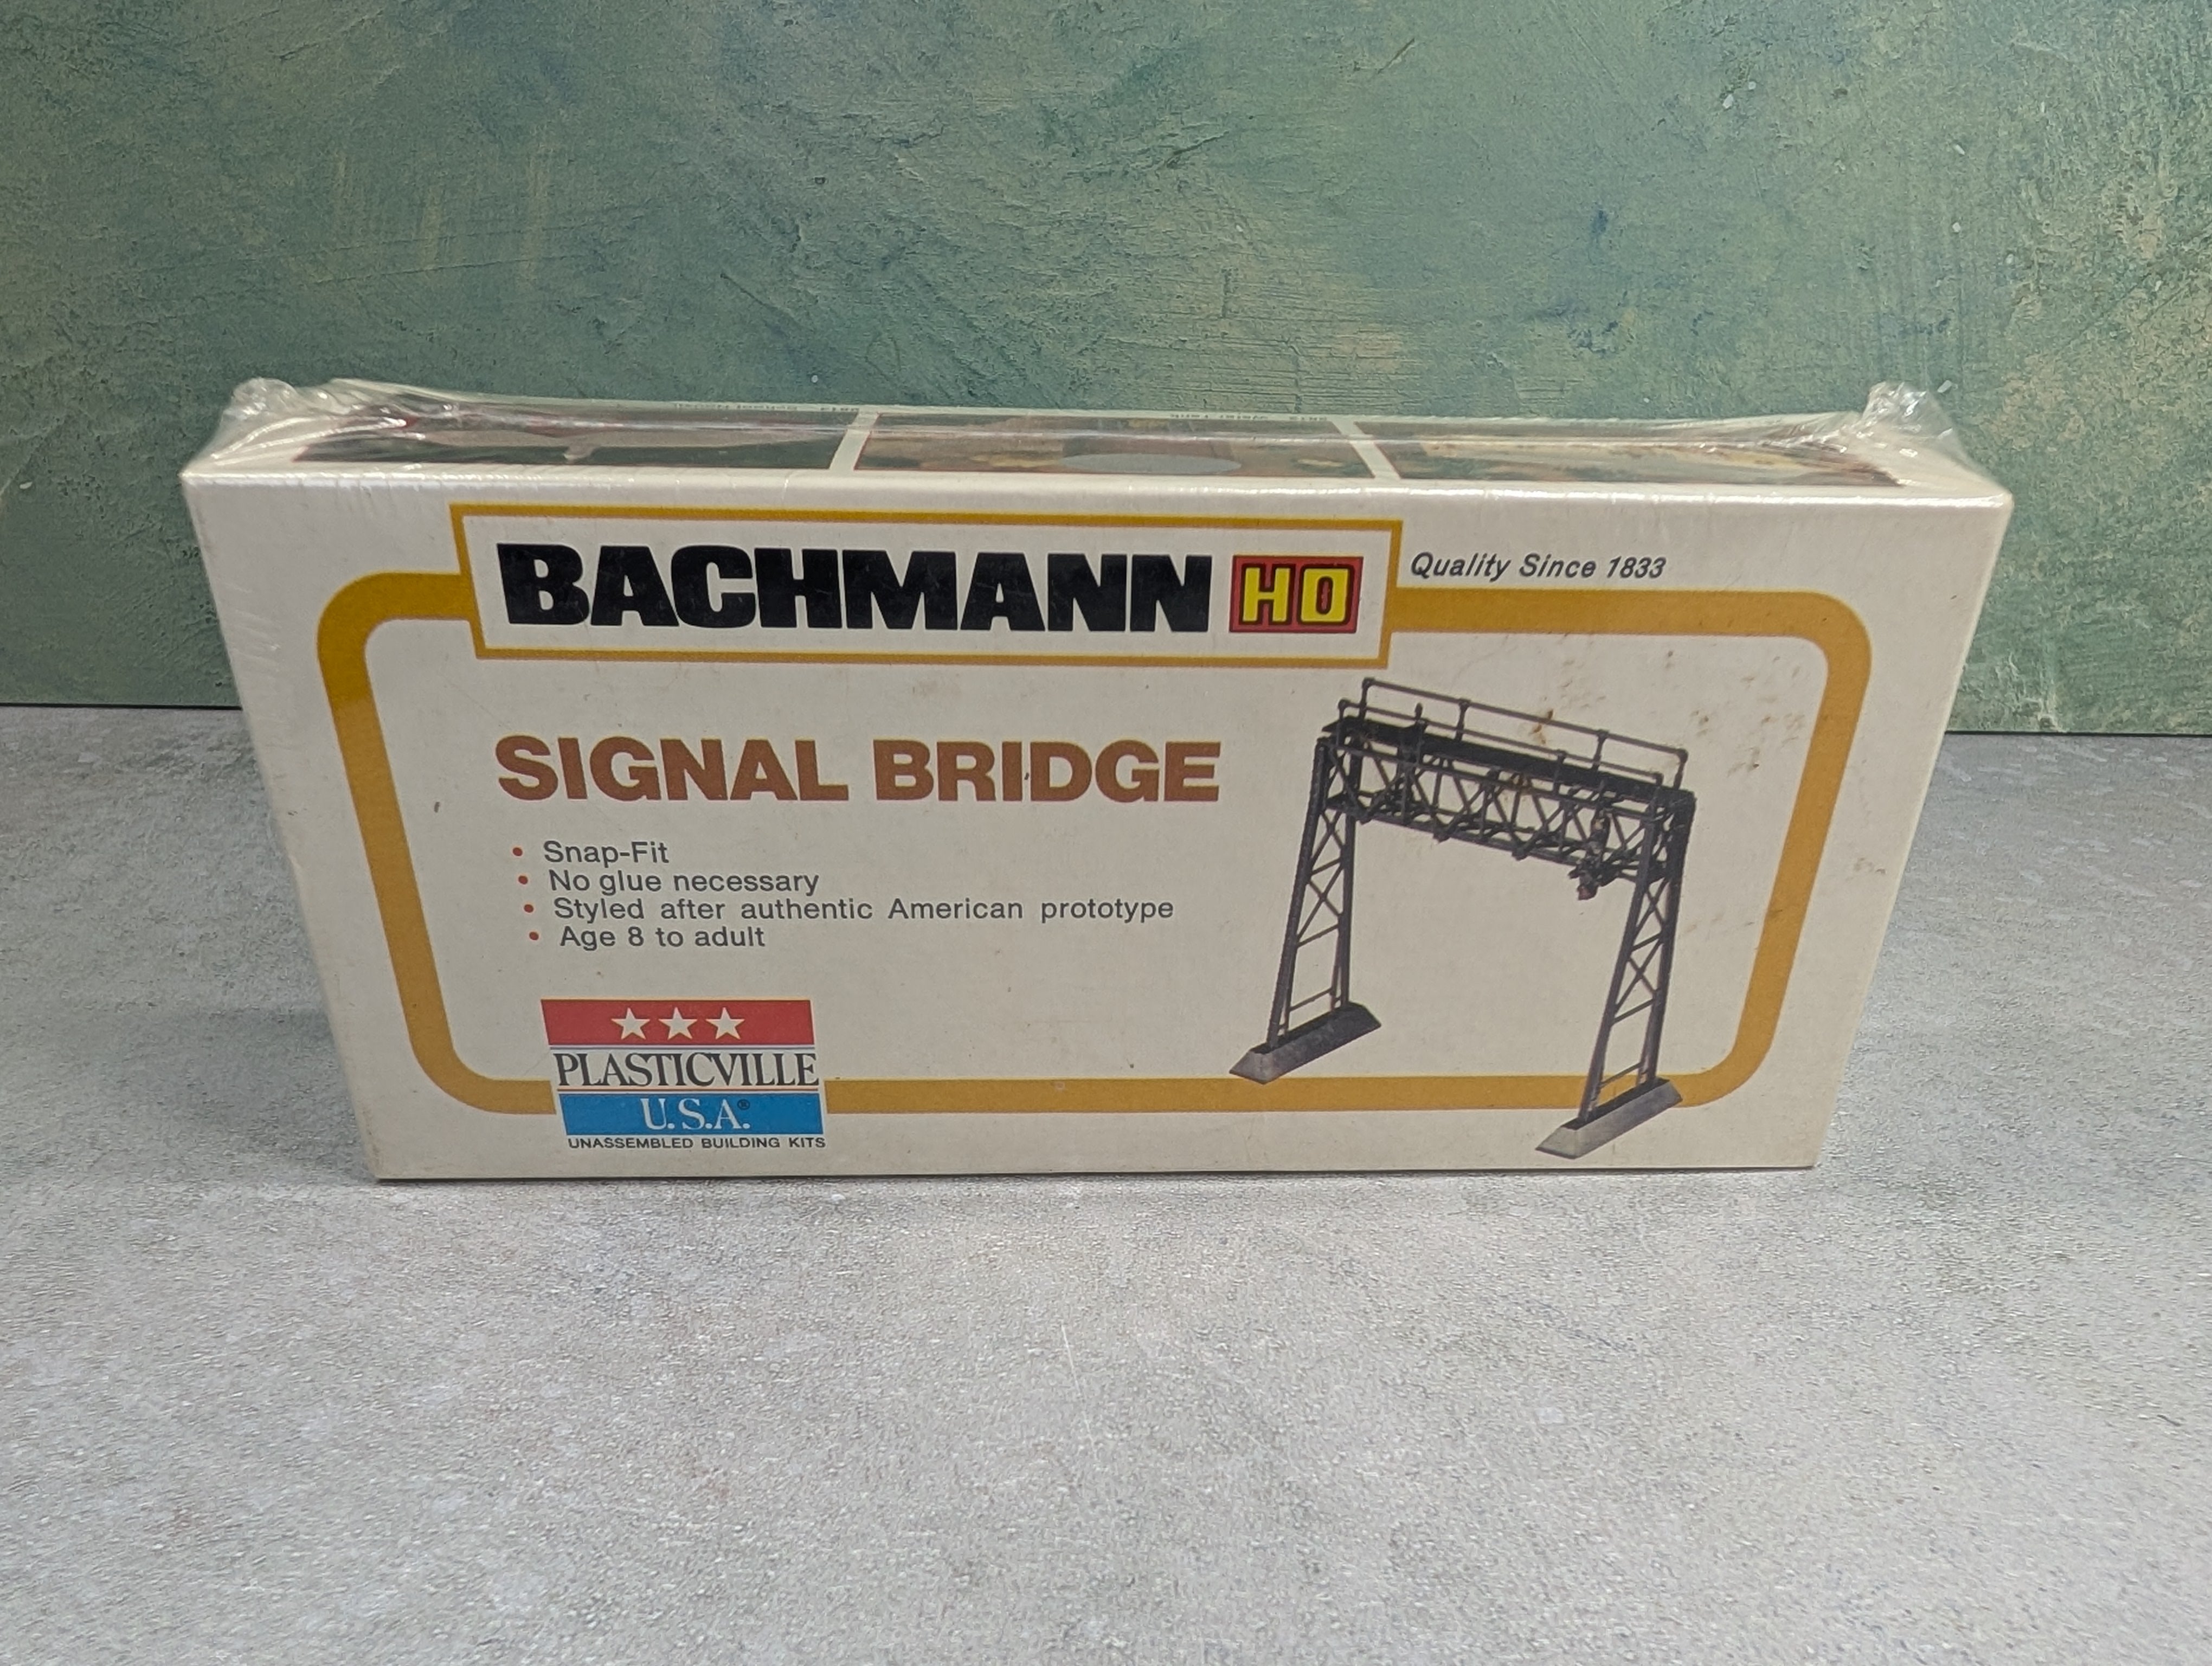 BACHMANN HO
Quality Since 1833
SIGNAL BRIDGE
• Snap-Fit
• No glue necessary
• Styled after authentic American prototype
• Age 8 to adult
PLASTICVILLE
U.S.A.®
UNASSEMBLED BUILDING KITS